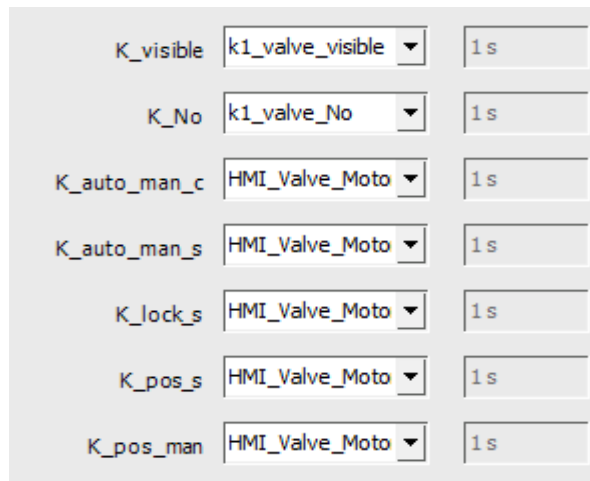 K_visible k1_valve_visible 1 s
K_No k1_valve_No 1 s
K_auto_man_c HMI_Valve_Moto 1 s
K_auto_man_s HMI_Valve_Moto 1 s
K_lock_s HMI_Valve_Moto 1 s
K_pos_s HMI_Valve_Moto 1 s
K_pos_man HMI_Valve_Moto 1 s